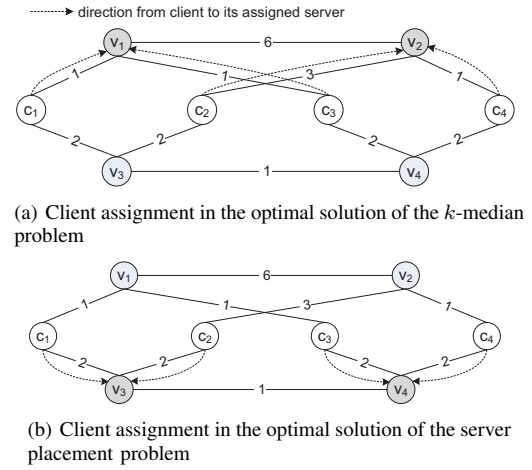 direction from client to its assigned server
v1 6 v2
1 1 3 1
c1 c2 c3 c4
2 2 2 2
v3 1 v4
(a) Client assignment in the optimal solution of the k-median
problem
v1 6 v2
1 1 3 1
c1 c2 c3 c4
2 2 2 2
v3 1 v4
(b) Client assignment in the optimal solution of the server
placement problem